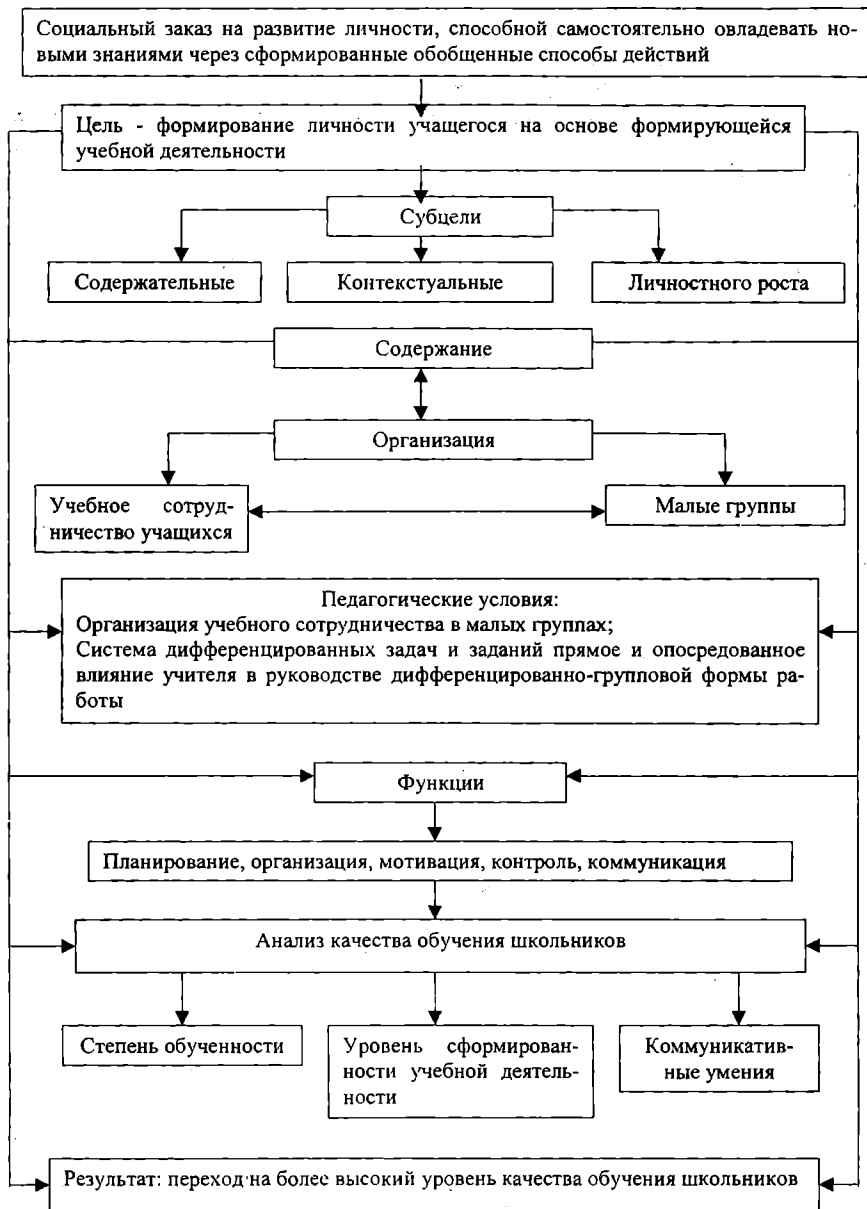 Социальный заказ на развитие личности, способной самостоятельно овладевать но-
выми знаниями через сформированные обобщенные способы действий
Цель - формирование личности учащегося на основе формирующейся
учебной деятельности
Субцели
Содержательные
Контекстуальные
Личностного роста
Содержание
Организация
Учебное сотруд-
ничество учащихся
Малые группы
Педагогические условия:
Организация учебного сотрудничества в малых группах;
Система дифференцированных задач и заданий прямое и опосредованное
влияние учителя в руководстве дифференцированно-групповой формы ра-
боты
Функции
Планирование, организация, мотивация, контроль, коммуникация
Анализ качества обучения школьников
Степень обученности
Уровень сформирован-
ности учебной деятель-
ности
Коммуникатив-
ные умения
Результат: переход на более высокий уровень качества обучения школьников